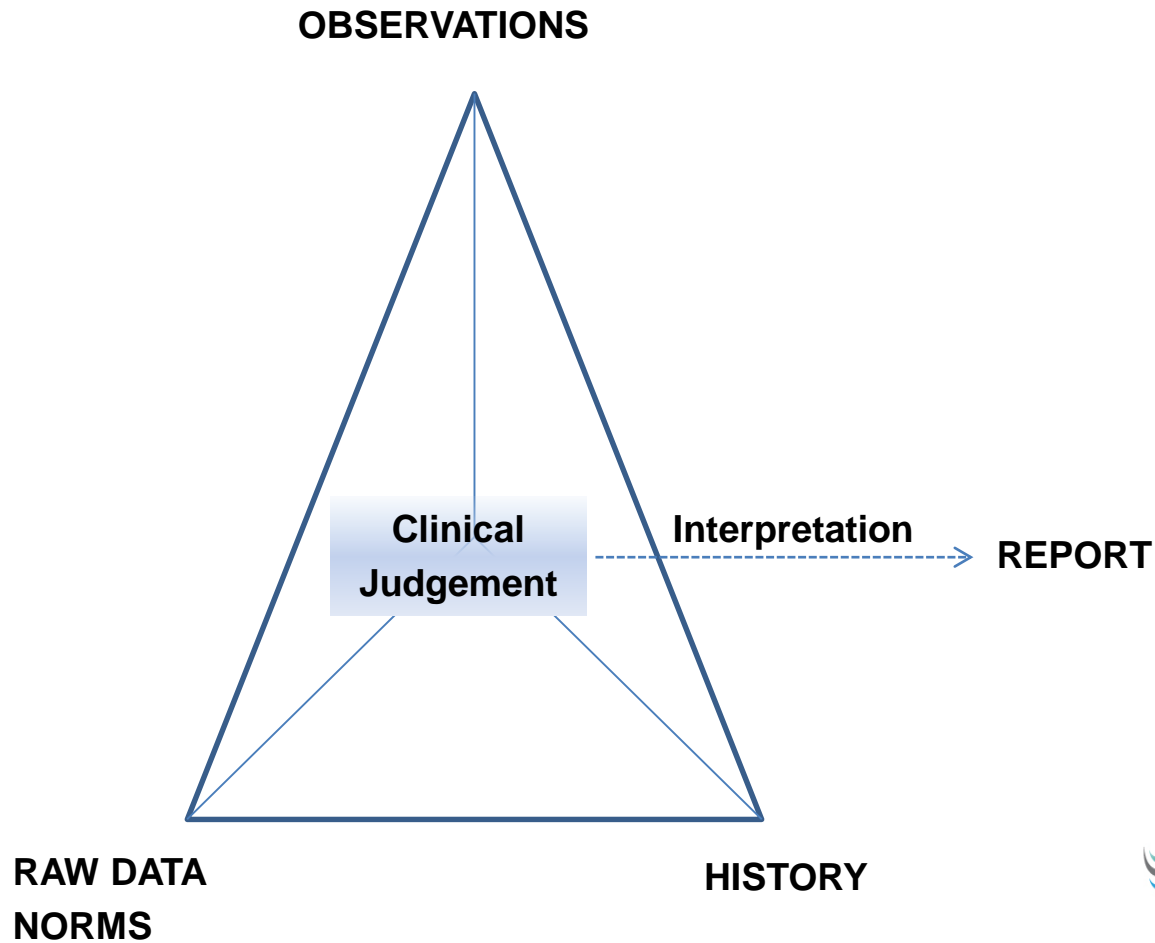 OBSERVATIONS
Clinical
Judgement
Interpretation
REPORT
RAW DATA
NORMS
HISTORY